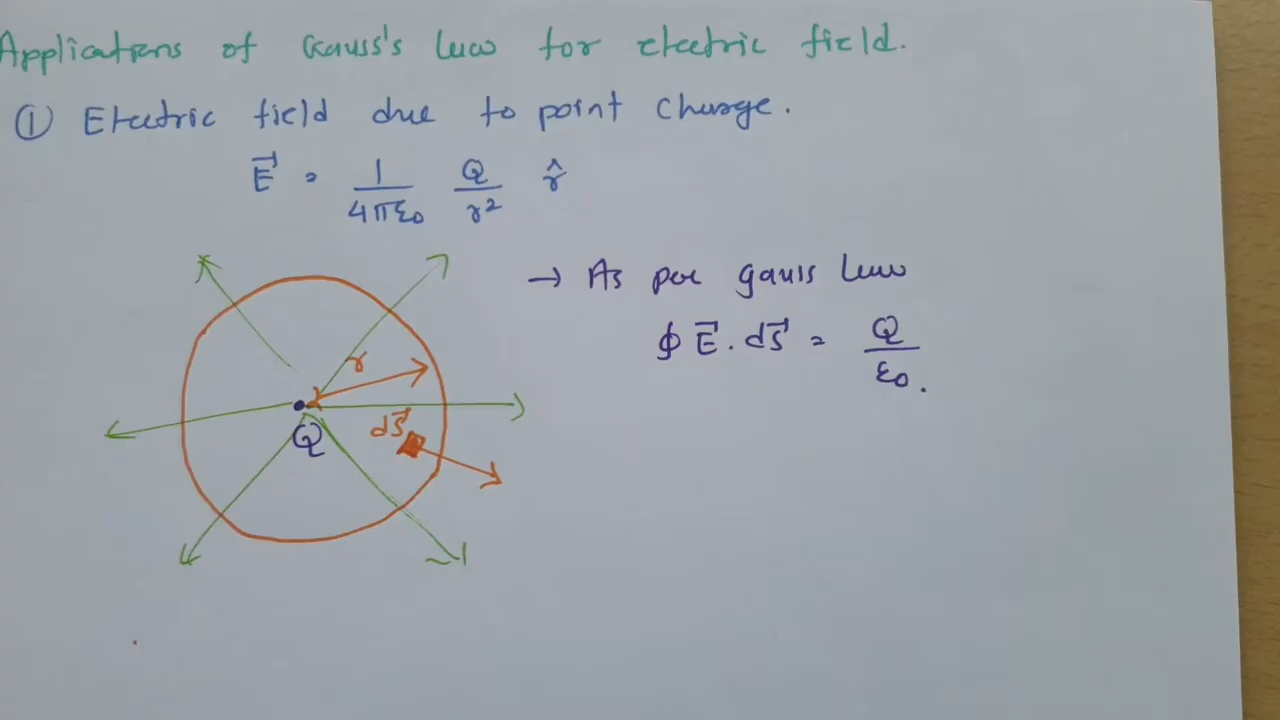 Applications of Gauss's Law for electric field.
① Electric field due to point charge.
E⃗ = 1/4πε₀ Q/r² r̂
→ As per gauss Law
∮ E⃗ . dS⃗ = Q/ε₀.
r
dS⃗
Q